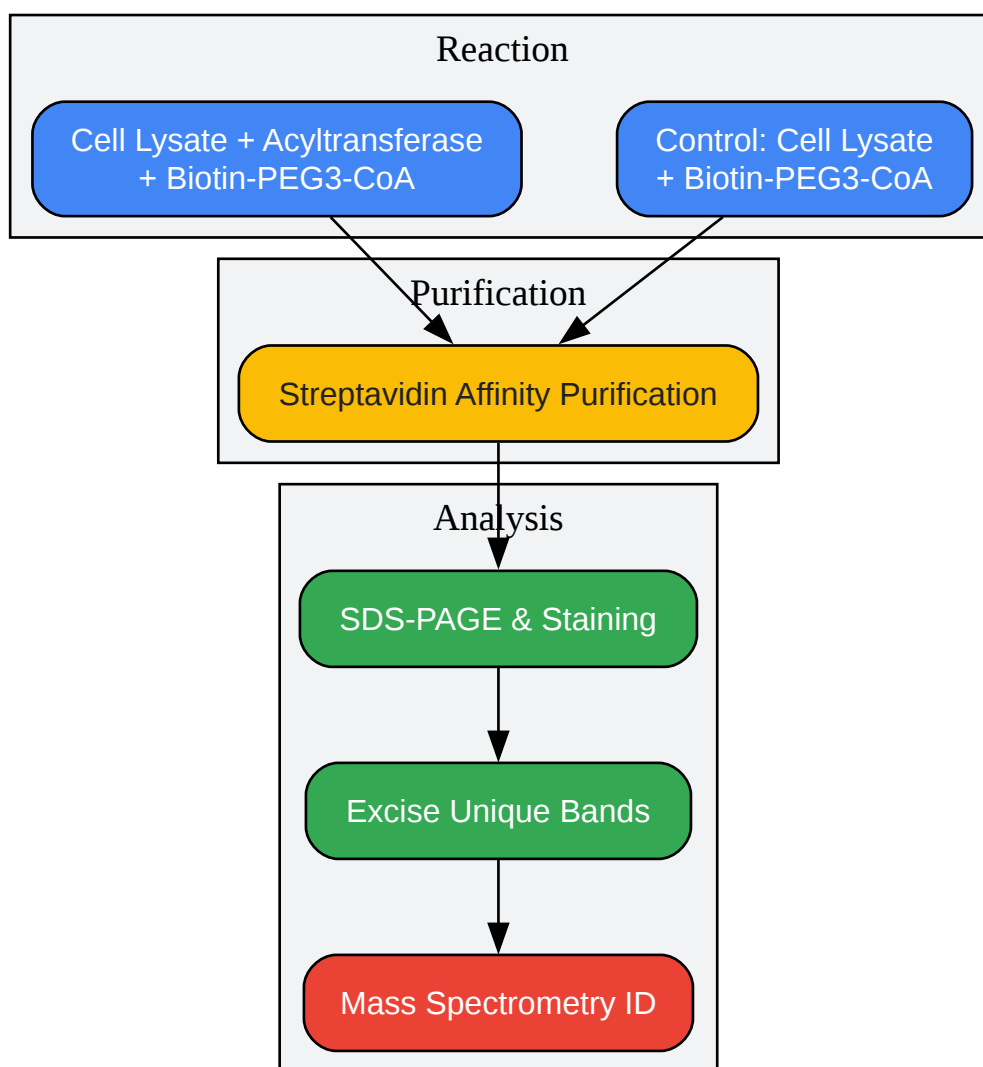 Reaction
Cell Lysate + Acyltransferase
+ Biotin-PEG3-CoA
Control: Cell Lysate
+ Biotin-PEG3-CoA
Purification
Streptavidin Affinity Purification
Analysis
SDS-PAGE & Staining
Excise Unique Bands
Mass Spectrometry ID